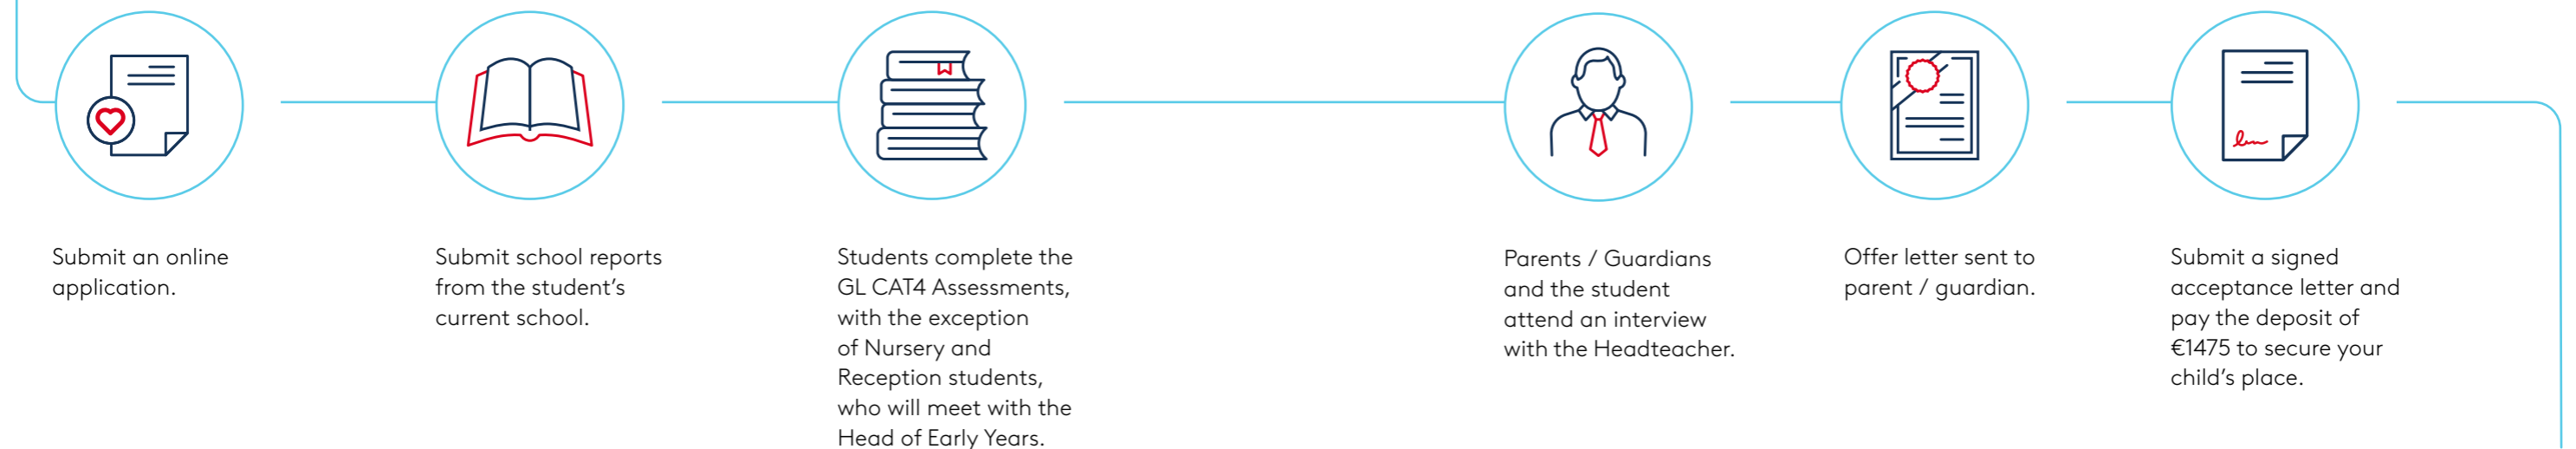 Submit an online
application.
Submit school reports
from the student’s
current school.
Students complete the
GL CAT4 Assessments,
with the exception
of Nursery and
Reception students,
who will meet with the
Head of Early Years.
Parents / Guardians
and the student
attend an interview
with the Headteacher.
Offer letter sent to
parent / guardian.
Submit a signed
acceptance letter and
pay the deposit of
€1475 to secure your
child’s place.